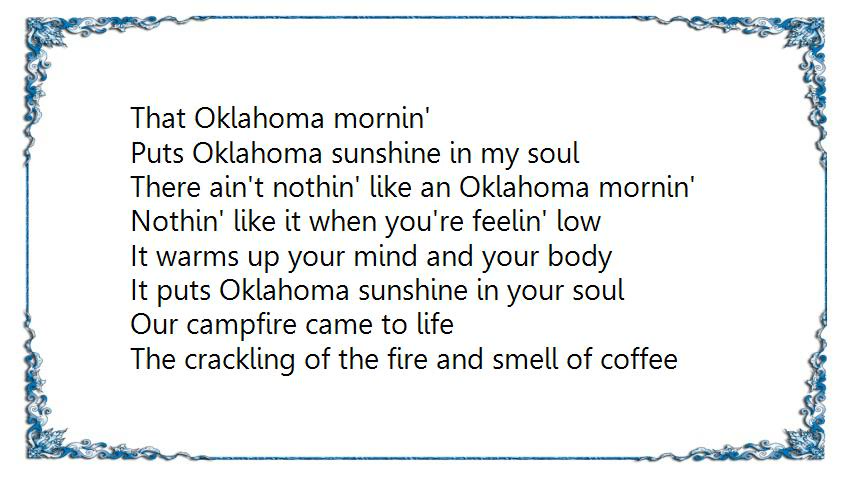 That Oklahoma mornin'
Puts Oklahoma sunshine in my soul
There ain't nothin' like an Oklahoma mornin'
Nothin' like it when you're feelin' low
It warms up your mind and your body
It puts Oklahoma sunshine in your soul
Our campfire came to life
The crackling of the fire and smell of coffee